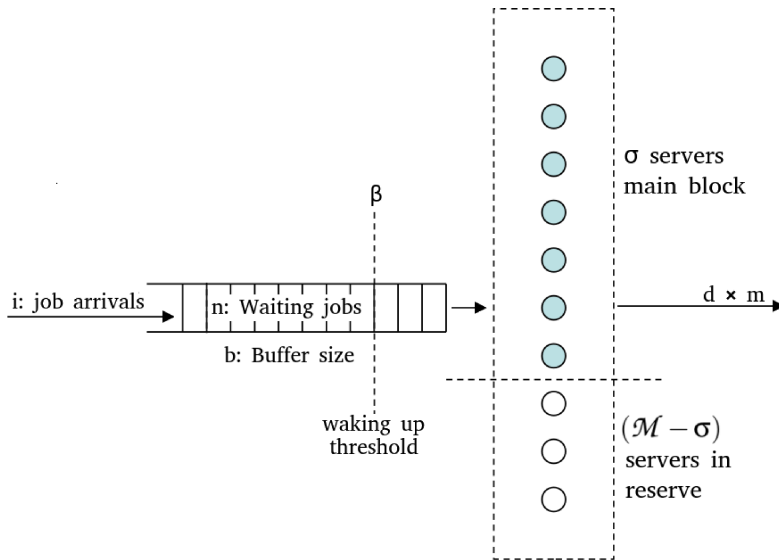 σ servers
main block
β
i: job arrivals
n: Waiting jobs
d × m
b: Buffer size
waking up
threshold
(ℳ − σ)
servers in
reserve